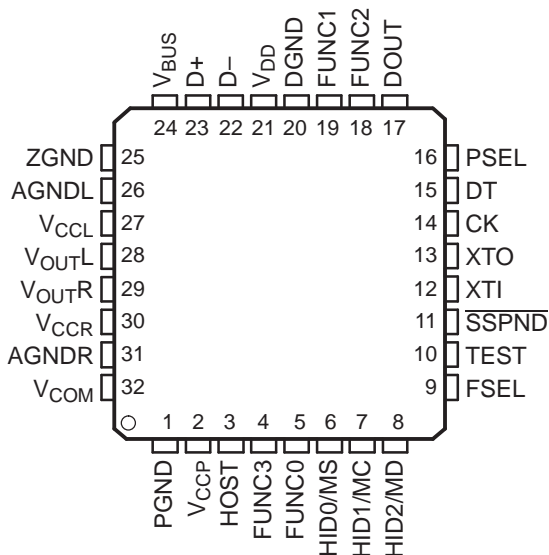 VBUS
D+
D–
VDD
DGND
FUNC1
FUNC2
DOUT
24 23 22 21 20 19 18 17
ZGND 25 16 PSEL
AGNDL 26 15 DT
VCCL 27 14 CK
VOUTL 28 13 XTO
VOUTR 29 12 XTI
VCCR 30 11 SSPND
AGNDR 31 10 TEST
VCOM 32 9 FSEL
1 2 3 4 5 6 7 8
PGND
VCCP
HOST
FUNC3
FUNC0
HID0/MS
HID1/MC
HID2/MD